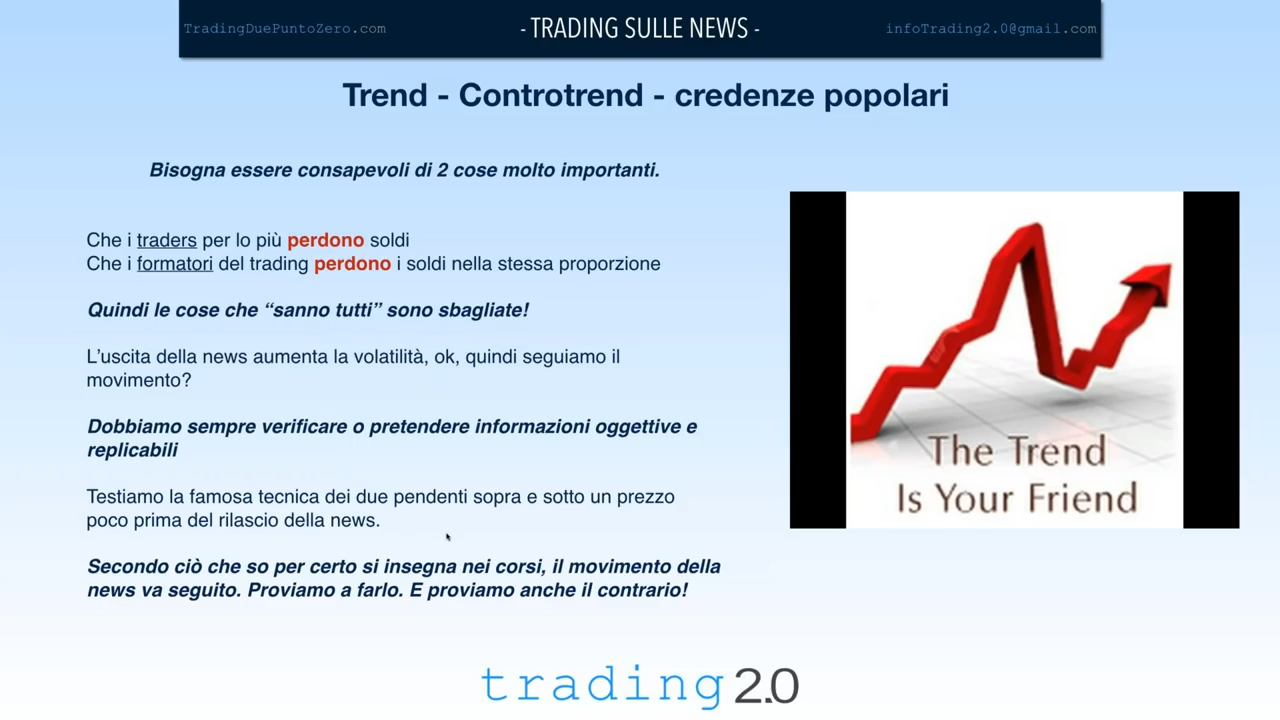 TradingDuePuntoZero.com
- TRADING SULLE NEWS -
infoTrading2.0@gmail.com
Trend - Controtrend - credenze popolari
Bisogna essere consapevoli di 2 cose molto importanti.
Che i traders per lo più perdono soldi
Che i formatori del trading perdono i soldi nella stessa proporzione
Quindi le cose che “sanno tutti” sono sbagliate!
L’uscita della news aumenta la volatilità, ok, quindi seguiamo il
movimento?
Dobbiamo sempre verificare o pretendere informazioni oggettive e
replicabili
Testiamo la famosa tecnica dei due pendenti sopra e sotto un prezzo
poco prima del rilascio della news.
Secondo ciò che so per certo si insegna nei corsi, il movimento della
news va seguito. Proviamo a farlo. E proviamo anche il contrario!
The Trend
Is Your Friend
trading 2.0